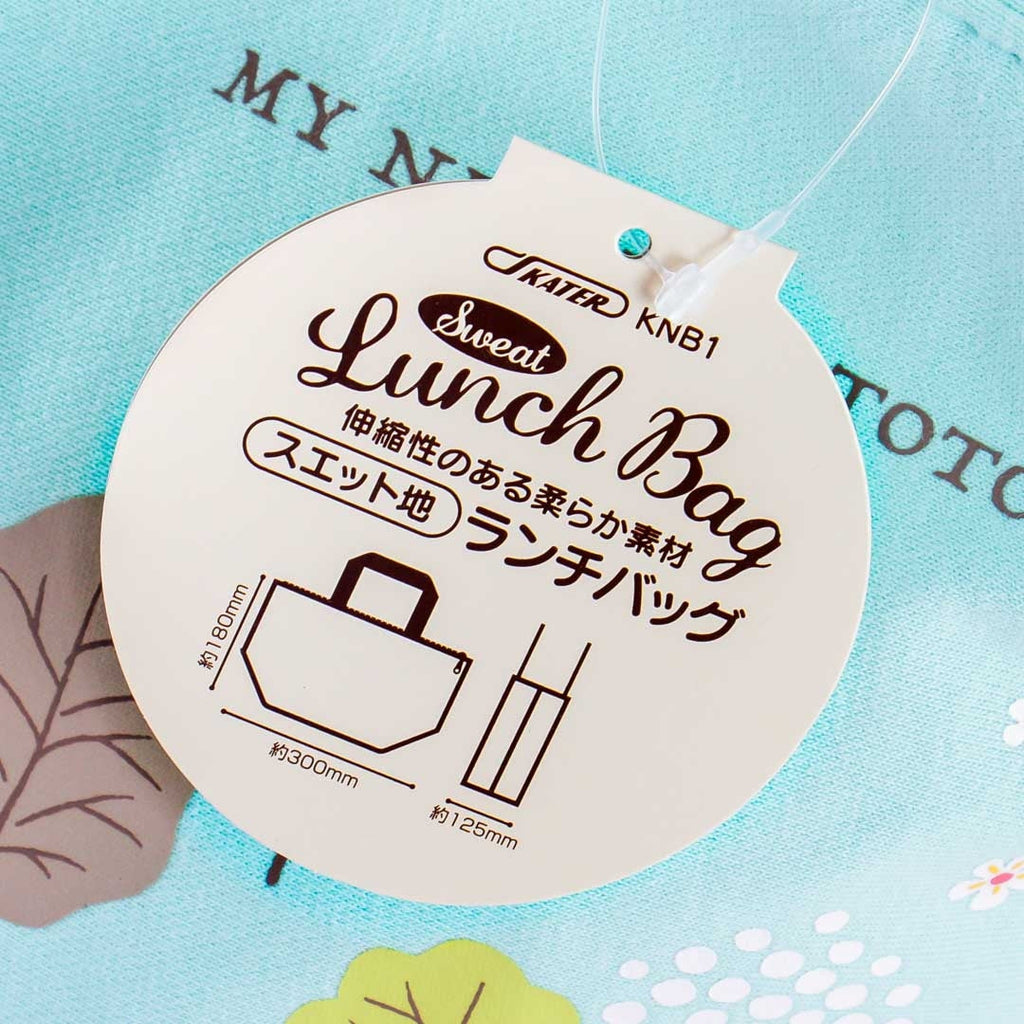 MY
TOTO
SKATER KNB1
Sweat
Lunch Bag
伸縮性のある柔らか素材
スエット地 ランチバッグ
約180mm
約300mm
約125mm